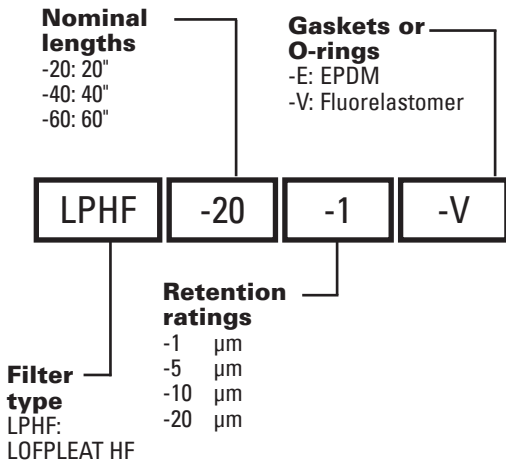 Nominal
lengths
-20: 20"
-40: 40"
-60: 60"
Gaskets or
O-rings
-E: EPDM
-V: Fluorelastomer
LPHF -20 -1 -V
Retention
ratings
-1 µm
-5 µm
-10 µm
-20 µm
Filter
type
LPHF:
LOFPLEAT HF